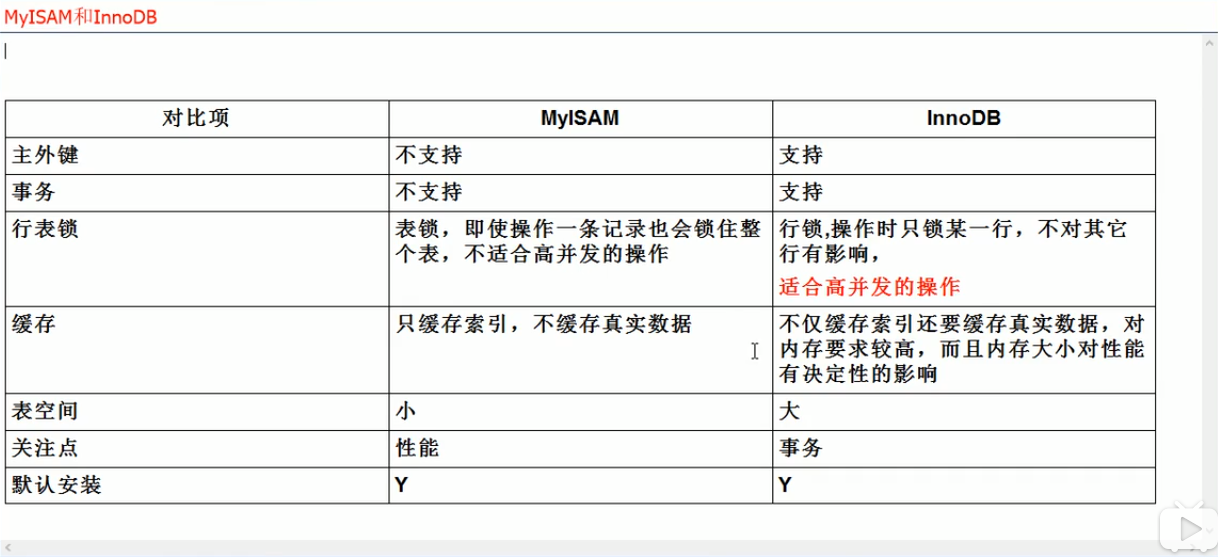 MyISAM和InnoDB
对比项 MyISAM InnoDB
主外键 不支持 支持
事务 不支持 支持
行表锁 表锁，即使操作一条记录也会锁住整 行锁,操作时只锁某一行，不对其它
个表，不适合高并发的操作 行有影响，
适合高并发的操作
缓存 只缓存索引，不缓存真实数据 不仅缓存索引还要缓存真实数据，对
内存要求较高，而且内存大小对性能
有决定性的影响
表空间 小 大
关注点 性能 事务
默认安装 Y Y